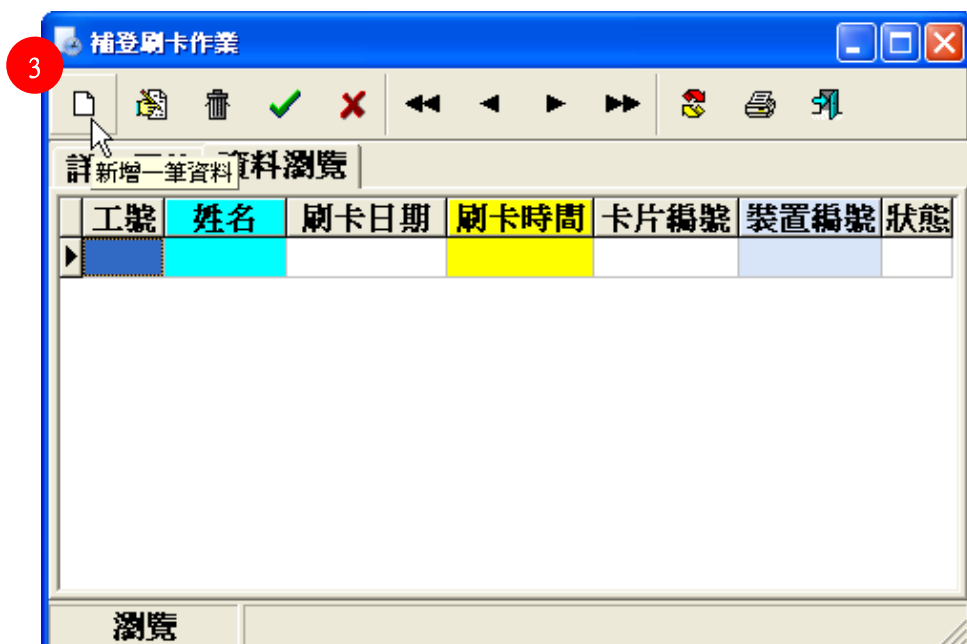 補登刷卡作業
3
新增一筆資料
詳
資料瀏覽
工號 姓名 刷卡日期 刷卡時間 卡片編號 裝置編號 狀態
瀏覽